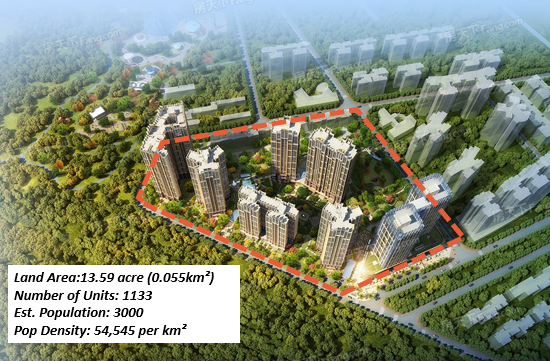 Land Area:13.59 acre (0.055km²)
Number of Units: 1133
Est. Population: 3000
Pop Density: 54,545 per km²